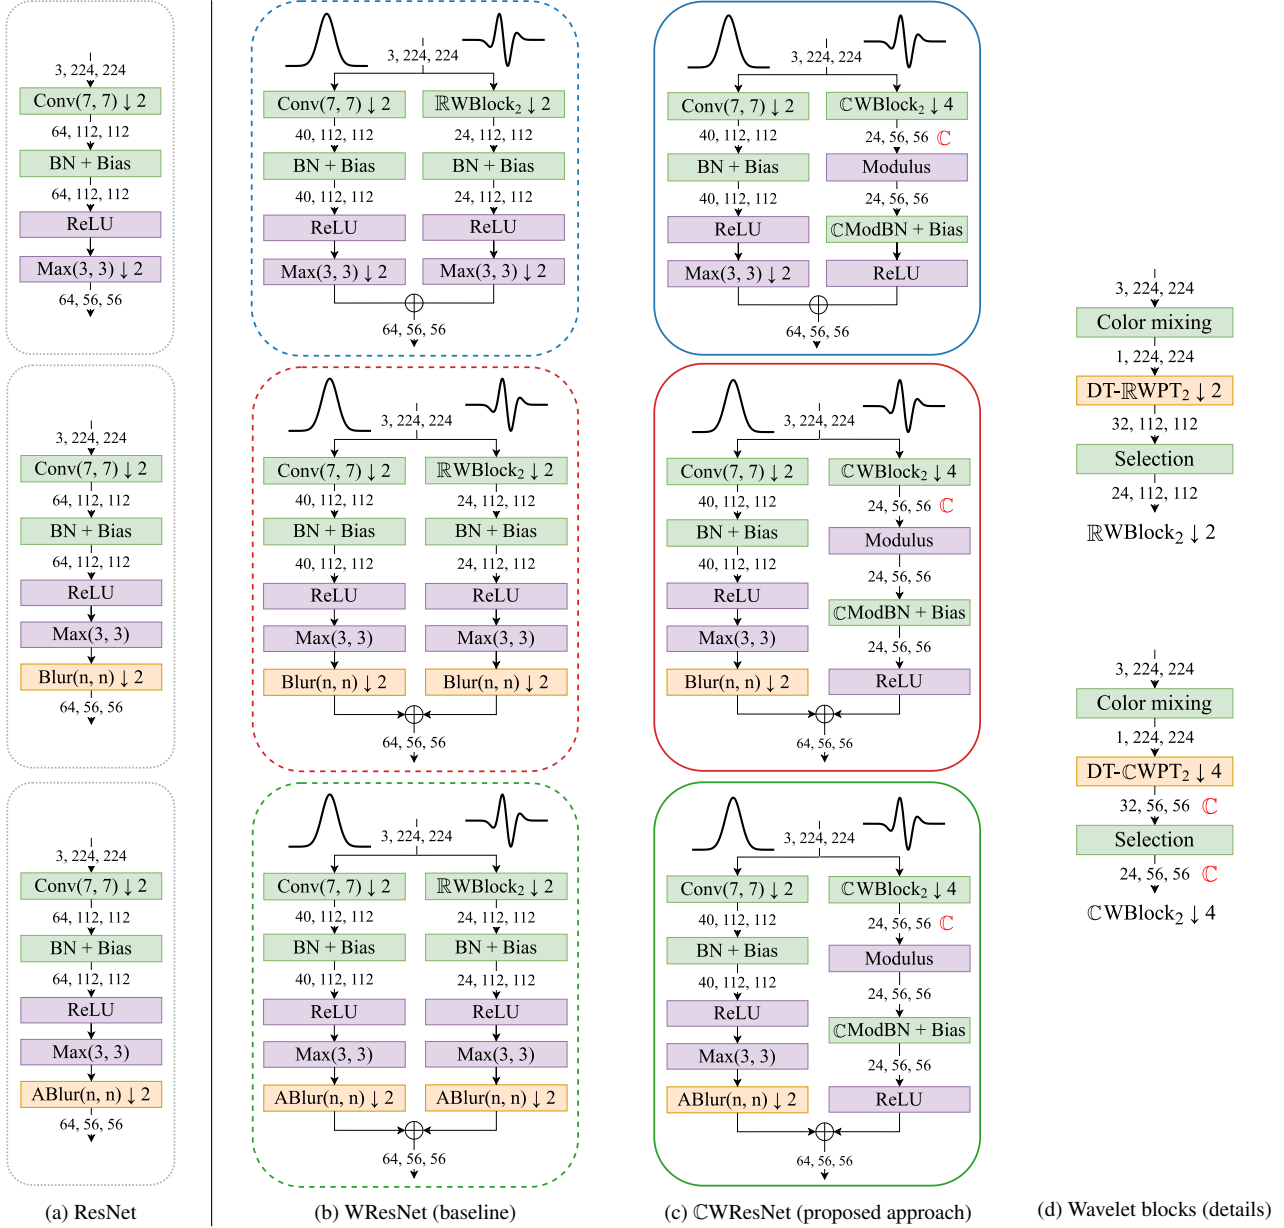 3, 224, 224
Conv(7, 7) ↓ 2
64, 112, 112
BN + Bias
64, 112, 112
ReLU
Max(3, 3) ↓ 2
64, 56, 56
3, 224, 224
Conv(7, 7) ↓ 2
64, 112, 112
BN + Bias
64, 112, 112
ReLU
Max(3, 3)
Blur(n, n) ↓ 2
64, 56, 56
3, 224, 224
Conv(7, 7) ↓ 2
64, 112, 112
BN + Bias
64, 112, 112
ReLU
Max(3, 3)
ABlur(n, n) ↓ 2
64, 56, 56
(a) ResNet
3, 224, 224
Conv(7, 7) ↓ 2
40, 112, 112
BN + Bias
40, 112, 112
ReLU
Max(3, 3) ↓ 2
ℝWBlock₂ ↓ 2
24, 112, 112
BN + Bias
24, 112, 112
ReLU
Max(3, 3) ↓ 2
64, 56, 56
3, 224, 224
Conv(7, 7) ↓ 2
40, 112, 112
BN + Bias
40, 112, 112
ReLU
Max(3, 3)
Blur(n, n) ↓ 2
ℝWBlock₂ ↓ 2
24, 112, 112
BN + Bias
24, 112, 112
ReLU
Max(3, 3)
Blur(n, n) ↓ 2
64, 56, 56
3, 224, 224
Conv(7, 7) ↓ 2
40, 112, 112
BN + Bias
40, 112, 112
ReLU
Max(3, 3)
ABlur(n, n) ↓ 2
ℝWBlock₂ ↓ 2
24, 112, 112
BN + Bias
24, 112, 112
ReLU
Max(3, 3)
ABlur(n, n) ↓ 2
64, 56, 56
(b) WResNet (baseline)
3, 224, 224
Conv(7, 7) ↓ 2
40, 112, 112
BN + Bias
40, 112, 112
ReLU
Max(3, 3) ↓ 2
ℂWBlock₂ ↓ 4
24, 56, 56 ℂ
Modulus
24, 56, 56
ℂModBN + Bias
ReLU
64, 56, 56
3, 224, 224
Conv(7, 7) ↓ 2
40, 112, 112
BN + Bias
40, 112, 112
ReLU
Max(3, 3)
Blur(n, n) ↓ 2
ℂWBlock₂ ↓ 4
24, 56, 56 ℂ
Modulus
24, 56, 56
ℂModBN + Bias
24, 56, 56
ReLU
64, 56, 56
3, 224, 224
Conv(7, 7) ↓ 2
40, 112, 112
BN + Bias
40, 112, 112
ReLU
Max(3, 3)
ABlur(n, n) ↓ 2
ℂWBlock₂ ↓ 4
24, 56, 56 ℂ
Modulus
24, 56, 56
ℂModBN + Bias
24, 56, 56
ReLU
64, 56, 56
(c) ℂWResNet (proposed approach)
3, 224, 224
Color mixing
1, 224, 224
DT-ℝWPT₂ ↓ 2
32, 112, 112
Selection
24, 112, 112
ℝWBlock₂ ↓ 2
3, 224, 224
Color mixing
1, 224, 224
DT-ℂWPT₂ ↓ 4
32, 56, 56 ℂ
Selection
24, 56, 56 ℂ
ℂWBlock₂ ↓ 4
(d) Wavelet blocks (details)